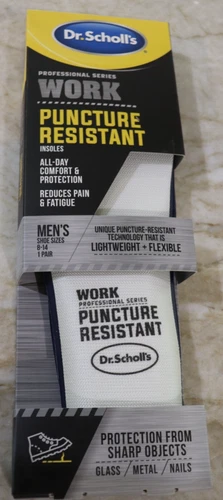 Dr. Scholl's
PROFESSIONAL SERIES
WORK
PUNCTURE
RESISTANT
INSOLES
ALL-DAY
COMFORT &
PROTECTION
REDUCES PAIN
& FATIGUE
MEN'S
SHOE SIZES
8-14
1 PAIR
UNIQUE PUNCTURE-RESISTANT
TECHNOLOGY THAT IS
LIGHTWEIGHT + FLEXIBLE
WORK
PROFESSIONAL SERIES
PUNCTURE
RESISTANT
Dr.Scholl's
PROTECTION FROM
SHARP OBJECTS
GLASS / METAL / NAILS